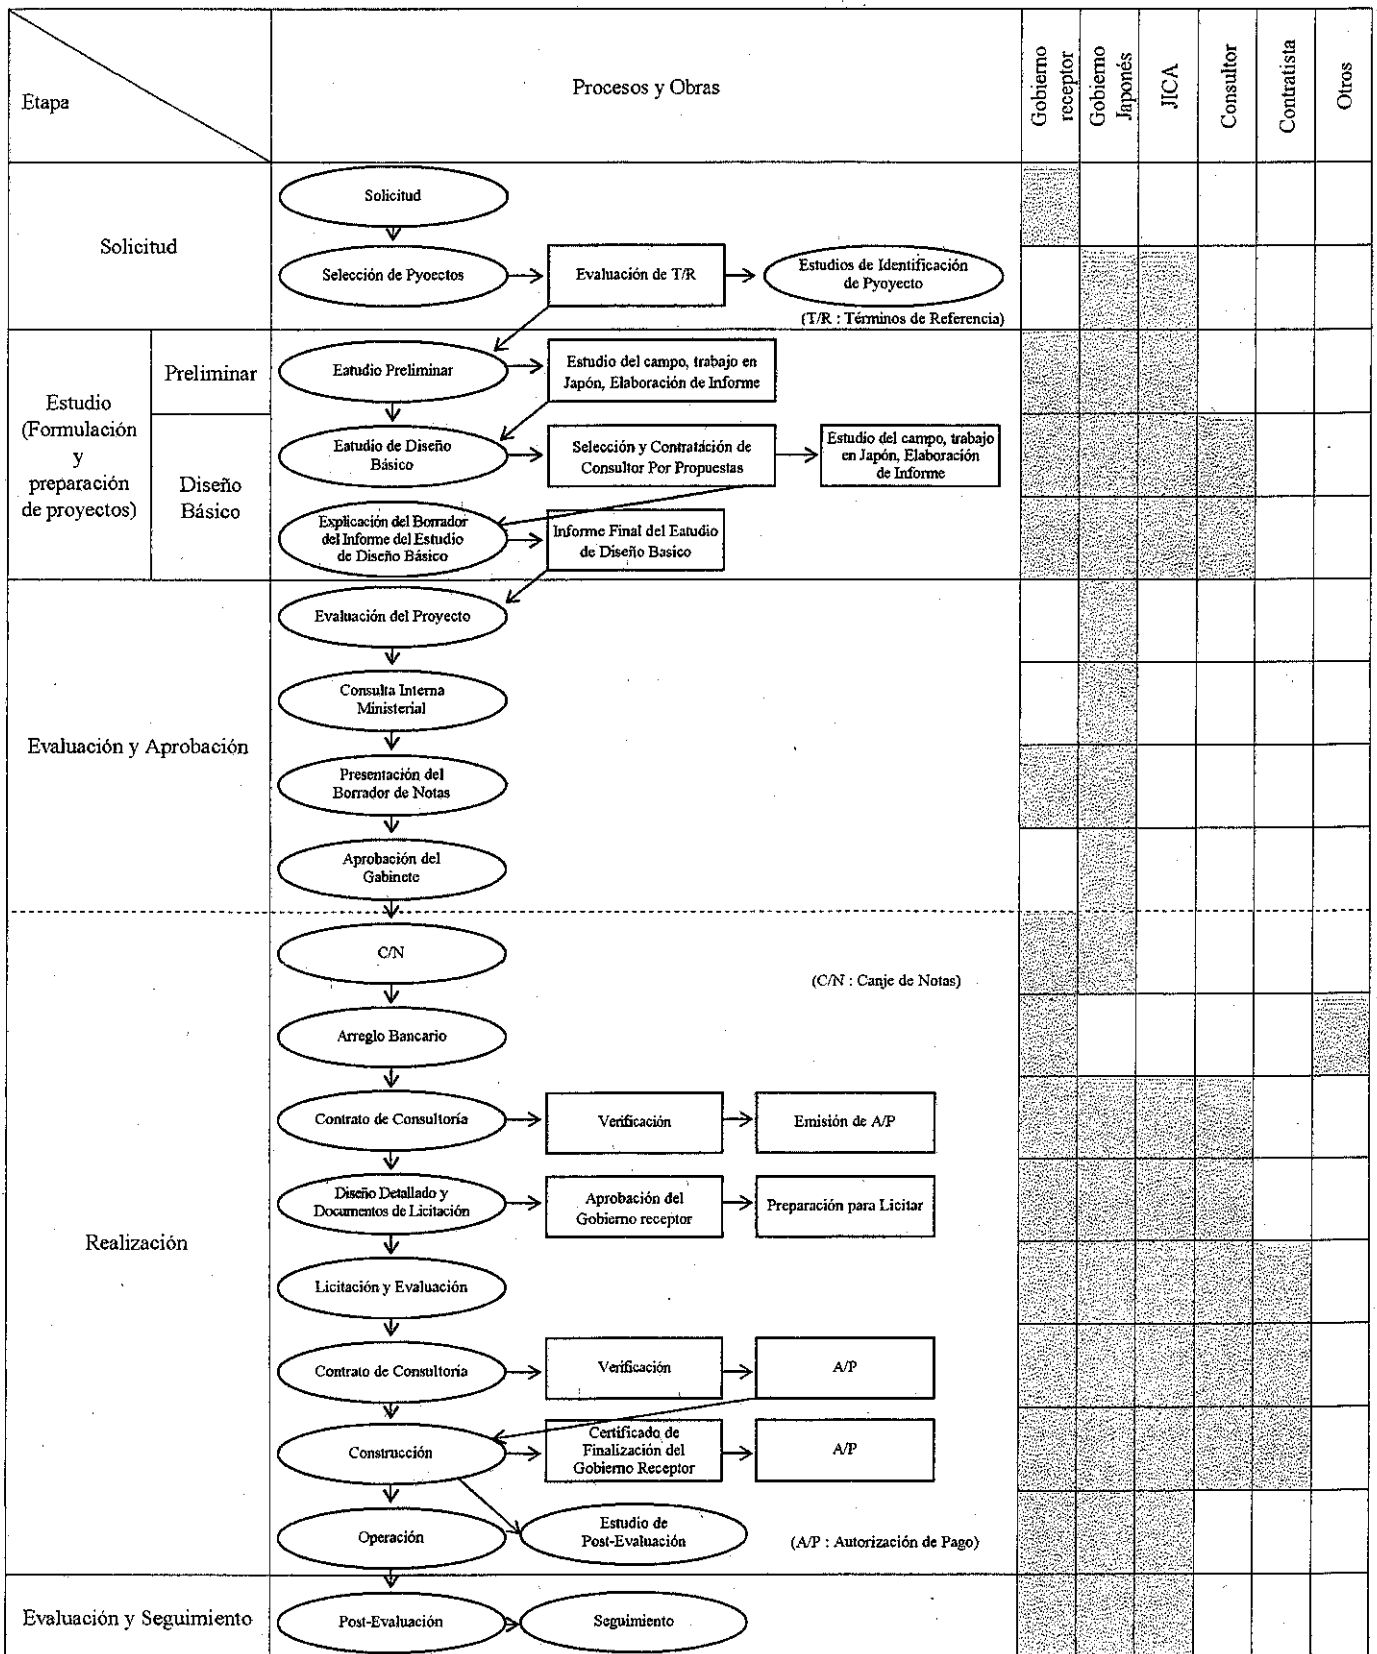 Etapa
Procesos y Obras
Gobierno
receptor
Gobierno
Japonés
JICA
Consultor
Contratista
Otros
Solicitud
Solicitud
Selección de Pyoectos
Evaluación de T/R
Estudios de Identificación
de Pyoyecto
(T/R : Términos de Referencia)
Estudio
(Formulación
y
preparación
de proyectos)
Preliminar
Eatudio Preliminar
Estudio del campo, trabajo en
Japón, Elaboración de Informe
Diseño
Básico
Eatudio de Diseño
Básico
Selección y Contratación de
Consultor Por Propuestas
Estudio del campo, trabajo
en Japón, Elaboración
de Informe
Explicación del Borrador
del Informe del Estudio
de Diseño Básico
Informe Final del Eatudio
de Diseño Basico
Evaluación y Aprobación
Evaluación del Proyecto
Consulta Interna
Ministerial
Presentación del
Borrador de Notas
Aprobación del
Gabinete
Realización
C/N
(C/N : Canje de Notas)
Arreglo Bancario
Contrato de Consultoría
Verificación
Emisión de A/P
Diseño Detallado y
Documentos de Licitación
Aprobación del
Gobierno receptor
Preparación para Licitar
Licitación y Evaluación
Contrato de Consultoría
Verificación
A/P
Construcción
Certificado de
Finalización del
Gobierno Receptor
A/P
Operación
Estudio de
Post-Evaluación
(A/P : Autorización de Pago)
Evaluación y Seguimiento
Post-Evaluación
Seguimiento